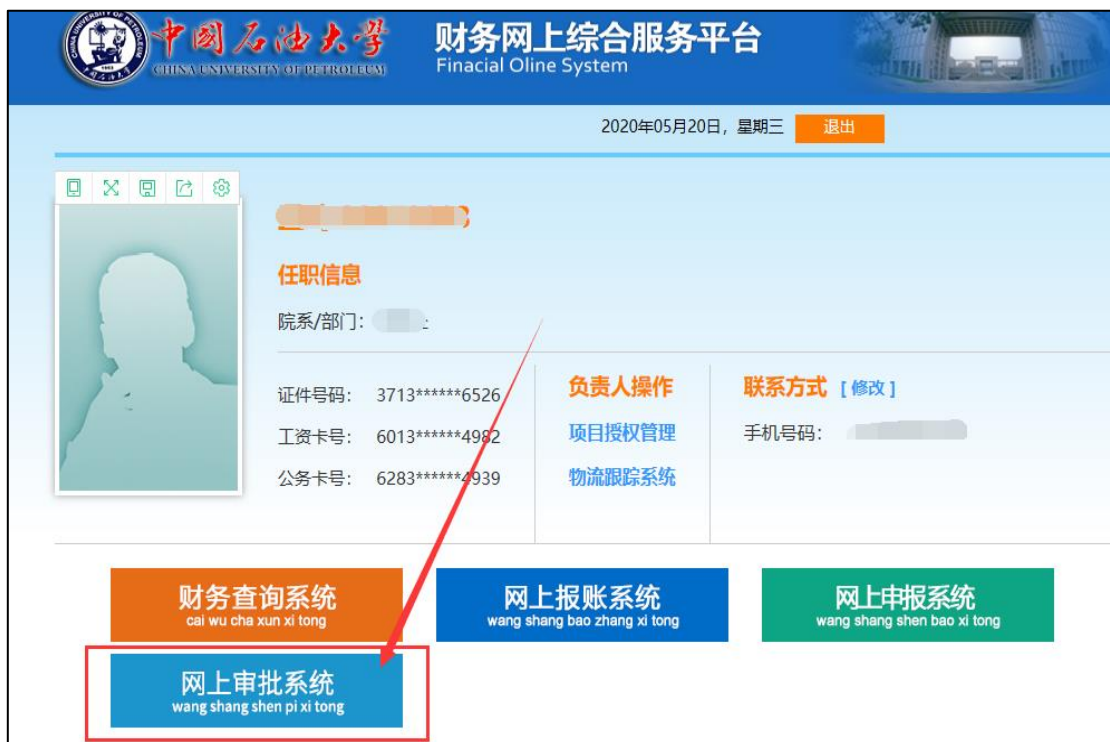 中国石油大学
CHINA UNIVERSITY OF PETROLEUM
财务网上综合服务平台
Finacial Oline System
2020年05月20日，星期三
退出
任职信息
院系/部门：
证件号码： 3713******6526
工资卡号： 6013******4982
公务卡号： 6283******4939
负责人操作
项目授权管理
物流跟踪系统
联系方式 [ 修改 ]
手机号码：
财务查询系统
cai wu cha xun xi tong
网上报账系统
wang shang bao zhang xi tong
网上申报系统
wang shang shen bao xi tong
网上审批系统
wang shang shen pi xi tong